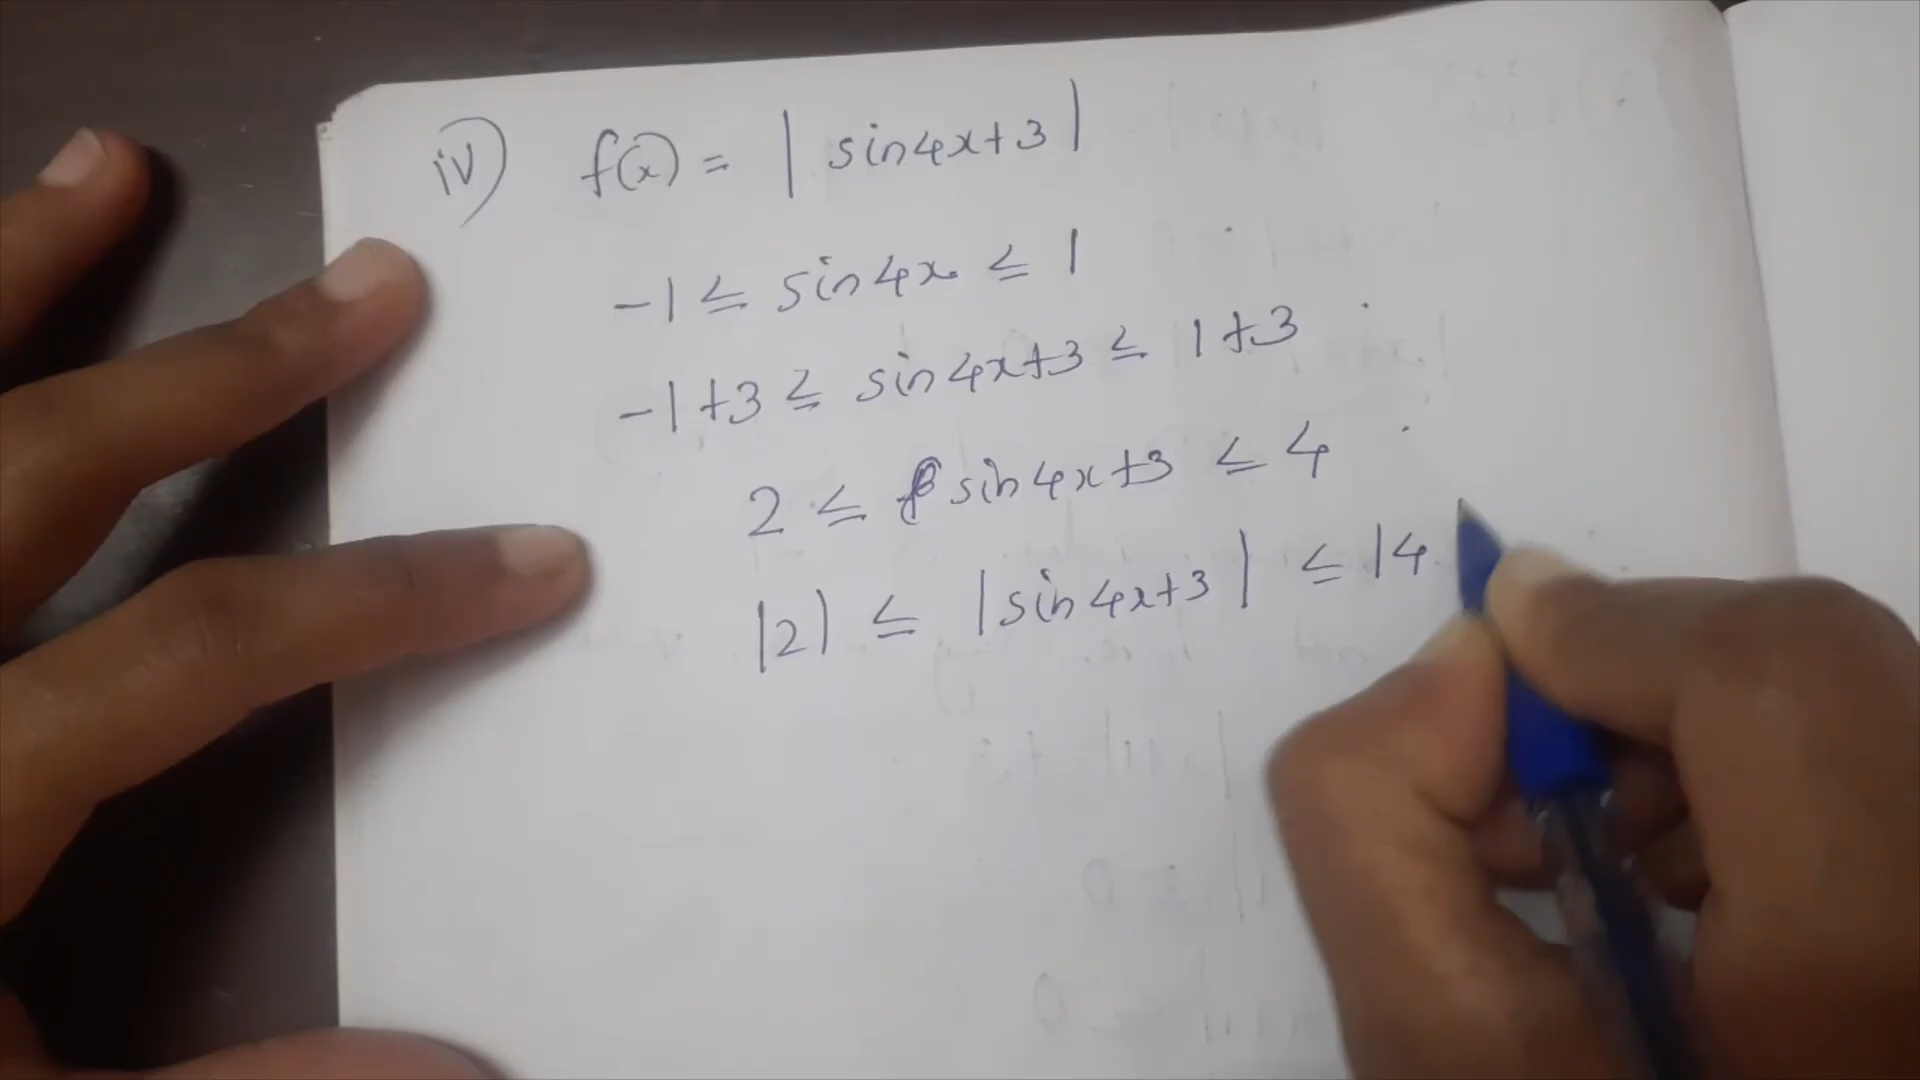 iv) f(x) = | sin4x+3 |
-1 ≤ sin4x ≤ 1
-1+3 ≤ sin4x+3 ≤ 1+3
2 ≤ sin4x+3 ≤ 4
|2| ≤ |sin4x+3| ≤ |4